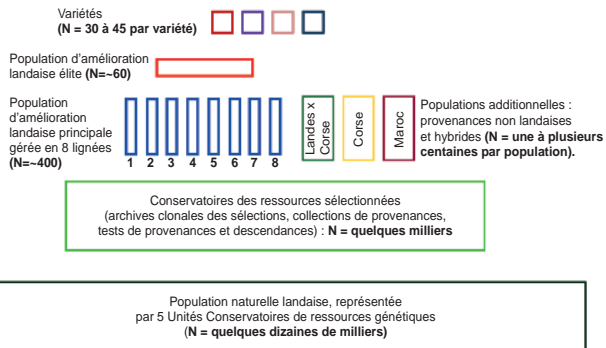 Variétés
(N = 30 à 45 par variété)
Population d'amélioration
landaise élite (N=~60)
Population
d'amélioration
landaise principale
gérée en 8 lignées
(N=~400)
1 2 3 4 5 6 7 8
Landes x
Corse
Corse
Maroc
Populations additionnelles :
provenances non landaises
et hybrides (N = une à plusieurs
centaines par population).
Conservatoires des ressources sélectionnées
(archives clonales des sélections, collections de provenances,
tests de provenances et descendances) : N = quelques milliers
Population naturelle landaise, représentée
par 5 Unités Conservatoires de ressources génétiques
(N = quelques dizaines de milliers)